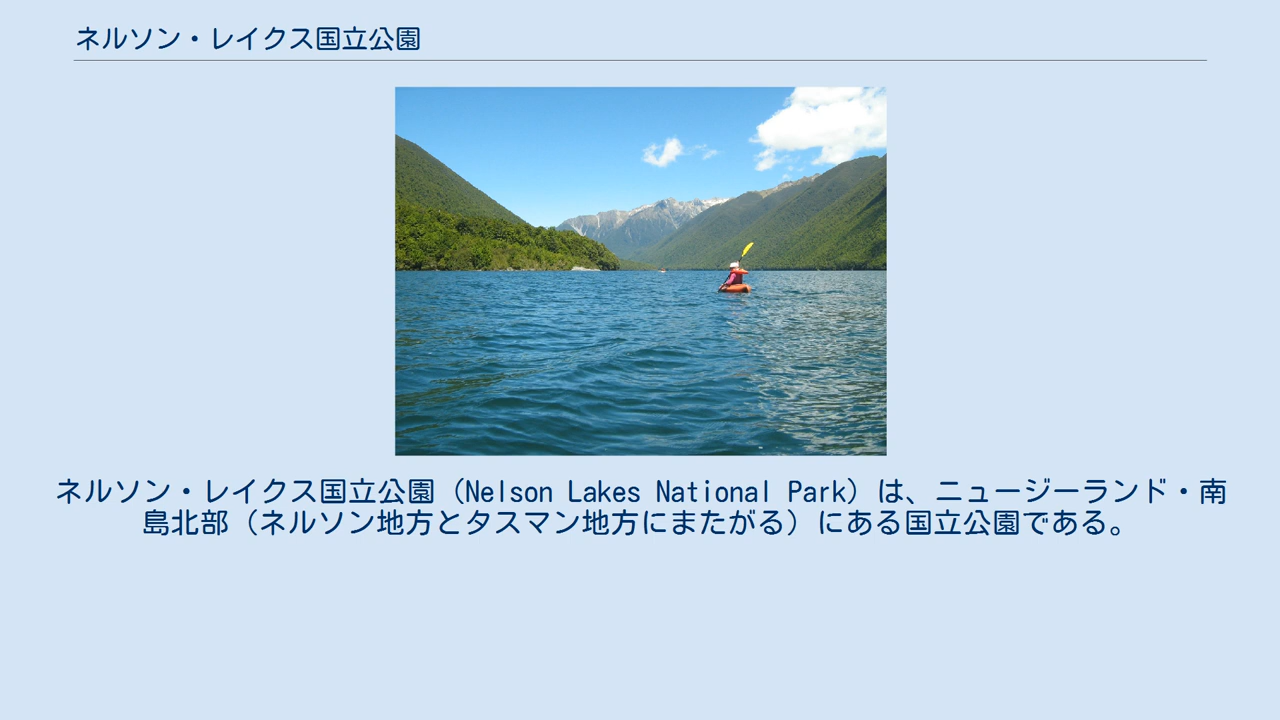 ネルソン・レイクス国立公園
ネルソン・レイクス国立公園（Nelson Lakes National Park）は、ニュージーランド・南
島北部（ネルソン地方とタスマン地方にまたがる）にある国立公園である。